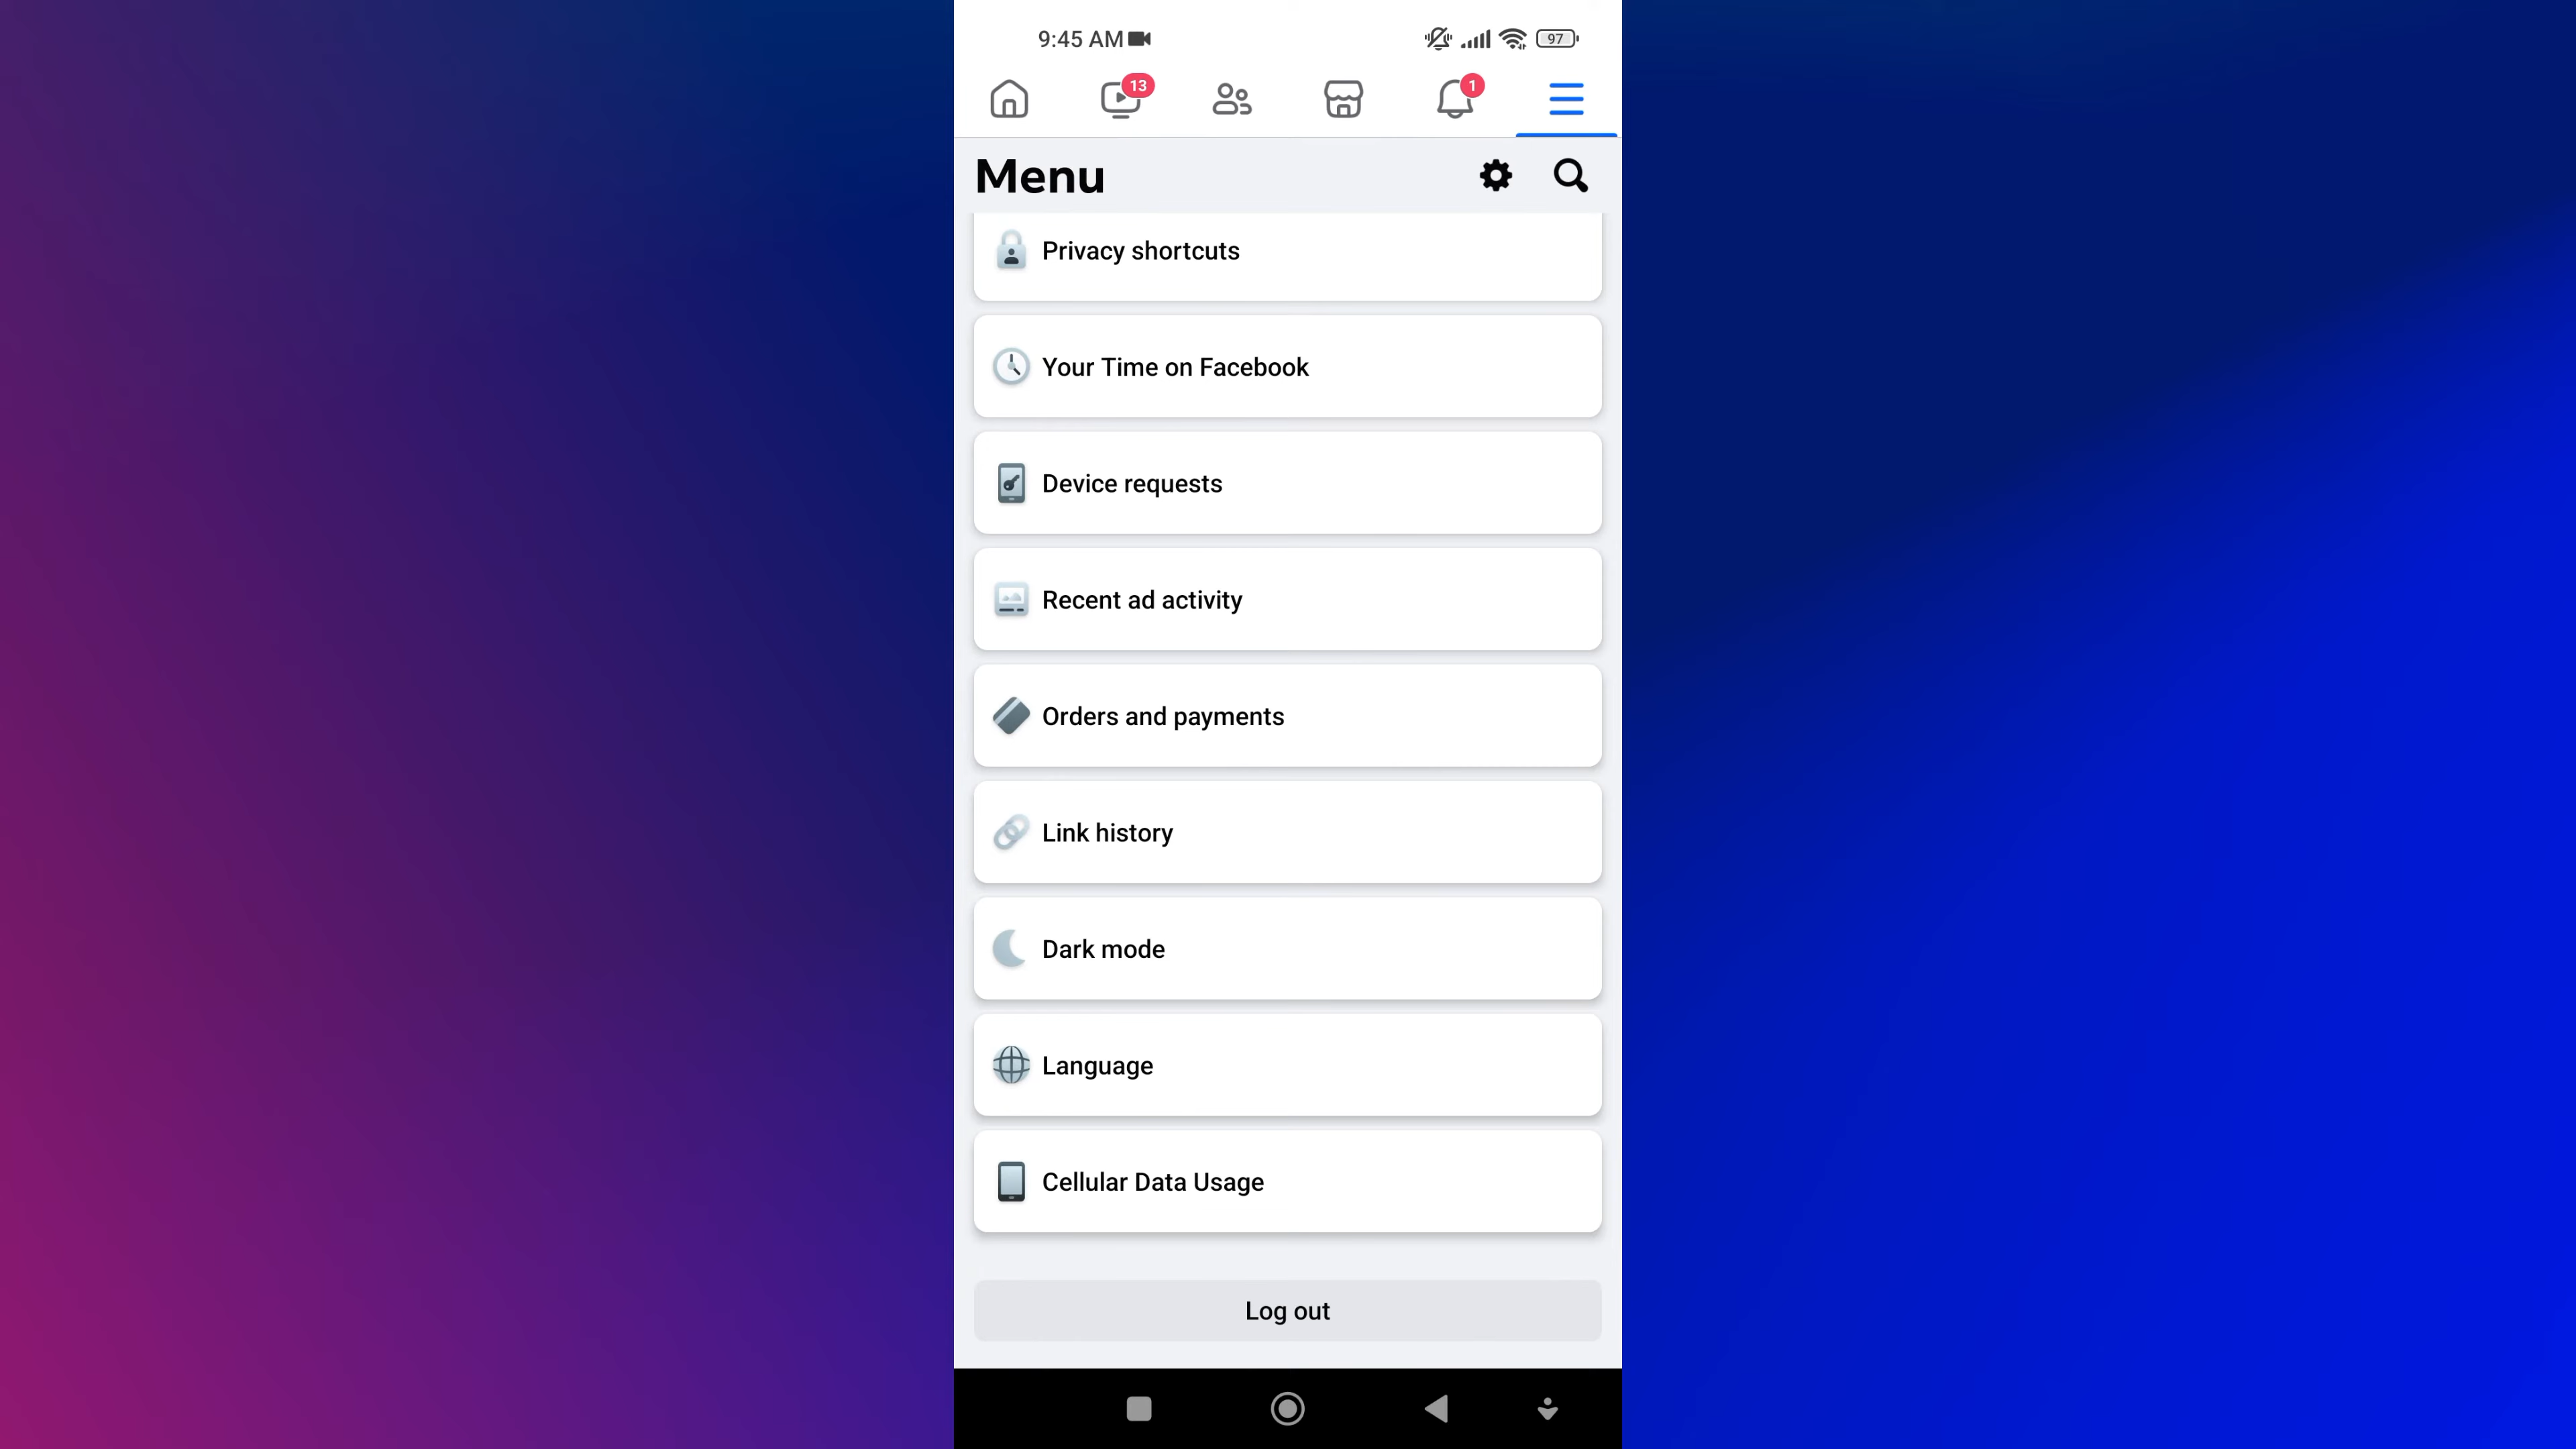 9:45 AM
97
13
1
Menu
Privacy shortcuts
Your Time on Facebook
Device requests
Recent ad activity
Orders and payments
Link history
Dark mode
Language
Cellular Data Usage
Log out